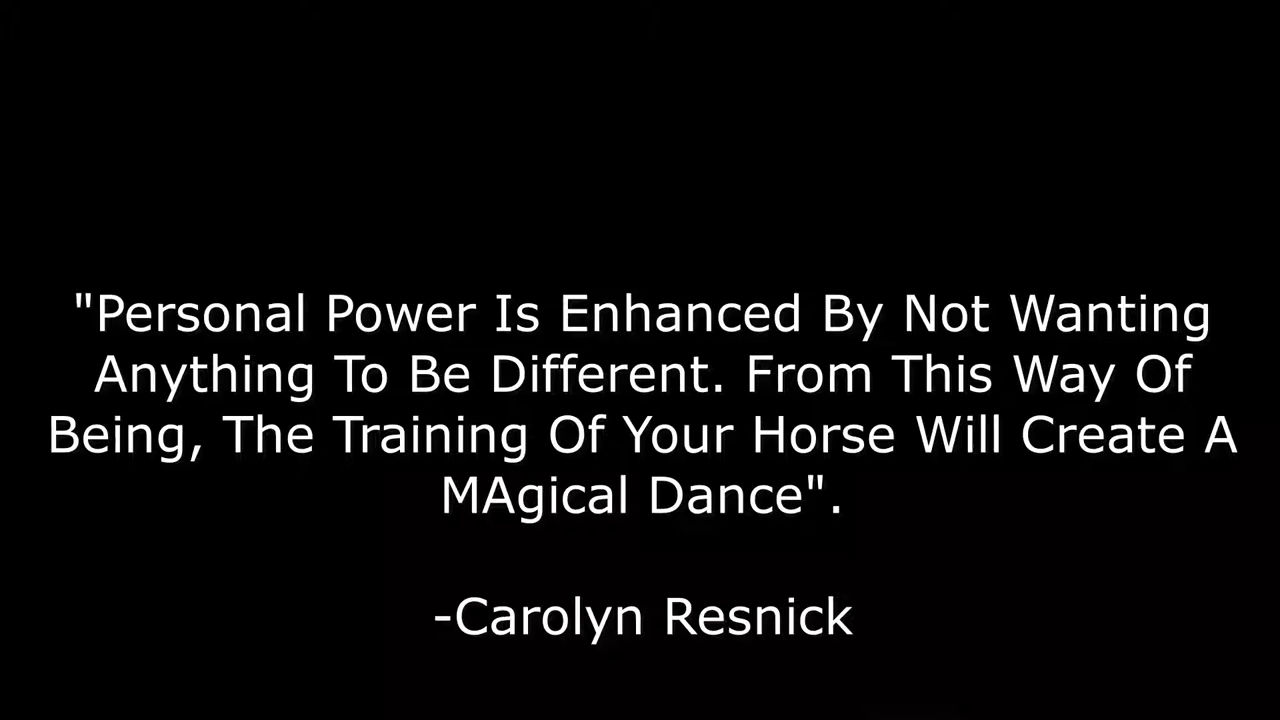 "Personal Power Is Enhanced By Not Wanting
Anything To Be Different. From This Way Of
Being, The Training Of Your Horse Will Create A
MAgical Dance".
-Carolyn Resnick